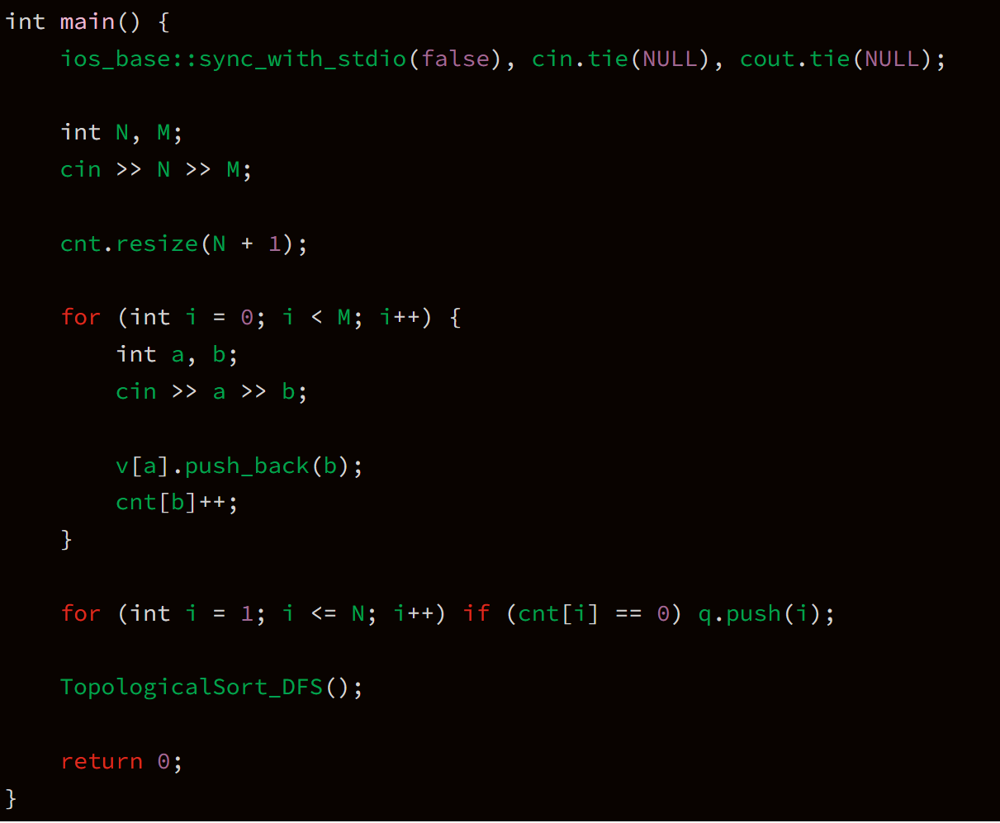 int main() {
    ios_base::sync_with_stdio(false), cin.tie(NULL), cout.tie(NULL);
    int N, M;
    cin >> N >> M;
    cnt.resize(N + 1);
    for (int i = 0; i < M; i++) {
        int a, b;
        cin >> a >> b;
        v[a].push_back(b);
        cnt[b]++;
    }
    for (int i = 1; i <= N; i++) if (cnt[i] == 0) q.push(i);
    TopologicalSort_DFS();
    return 0;
}